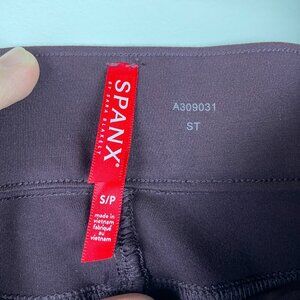 SPANX®
BY SARA BLAKELY
S/P
made in
vietnam
fabriqué
au
vietnam
A309031
ST